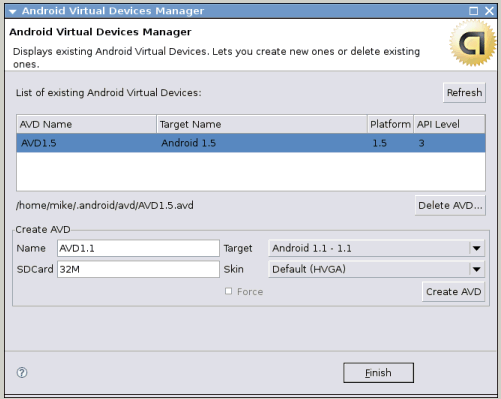 Android Virtual Devices Manager
Android Virtual Devices Manager
Displays existing Android Virtual Devices. Lets you create new ones or delete existing
ones.
List of existing Android Virtual Devices:
Refresh
AVD Name Target Name Platform API Level
AVD1.5 Android 1.5 1.5 3
/home/mike/.android/avd/AVD1.5.avd
Delete AVD...
Create AVD
Name AVD1.1 Target Android 1.1 - 1.1
SDCard 32M Skin Default (HVGA)
Force
Create AVD
?
Finish